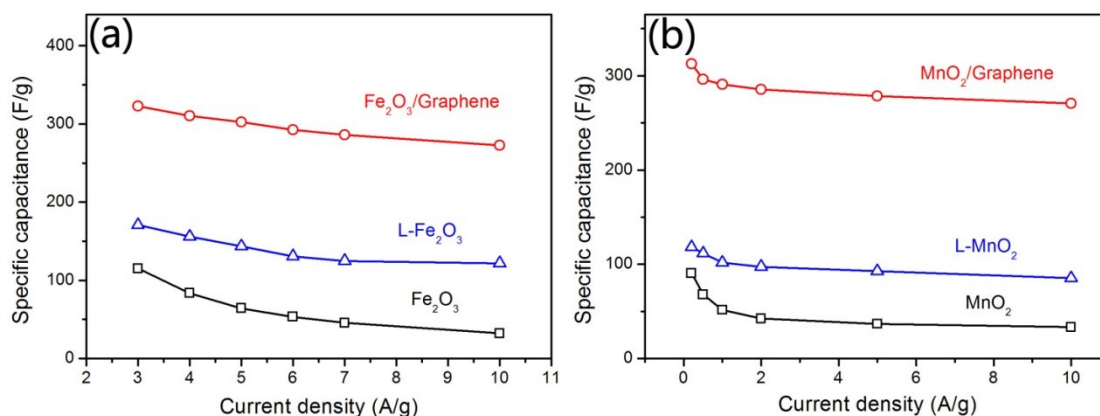 (a)
Specific capacitance (F/g)
400
300
200
100
0
Fe₂O₃/Graphene
L-Fe₂O₃
Fe₂O₃
2 3 4 5 6 7 8 9 10 11
Current density (A/g)
(b)
Specific capacitance (F/g)
300
200
100
0
MnO₂/Graphene
L-MnO₂
MnO₂
0 2 4 6 8 10
Current density (A/g)